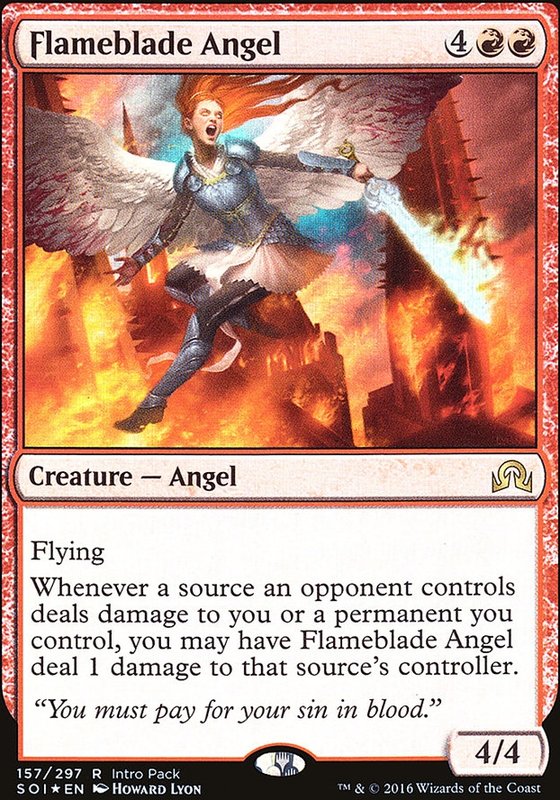 Flameblade Angel 4
Creature — Angel
Flying
Whenever a source an opponent controls
deals damage to you or a permanent you
control, you may have Flameblade Angel
deal 1 damage to that source's controller.
“You must pay for your sin in blood.”
4/4
157/297 R Intro Pack
SOI★EN Howard Lyon ™ & © 2016 Wizards of the Coast